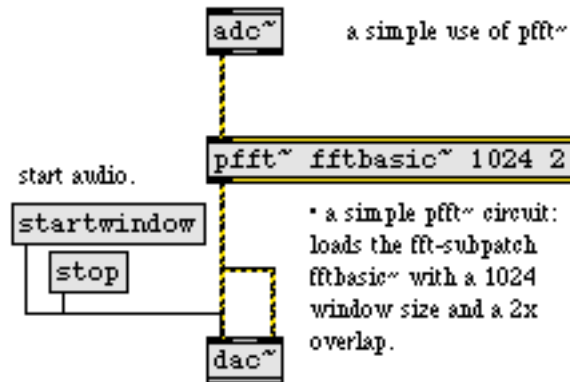 adc~
a simple use of pfft~
pfft~ fftbasic~ 1024 2
start audio.
startwindow
stop
• a simple pfft~ circuit:
loads the fft-subpatch
fftbasic~ with a 1024
window size and a 2x
overlap.
dac~